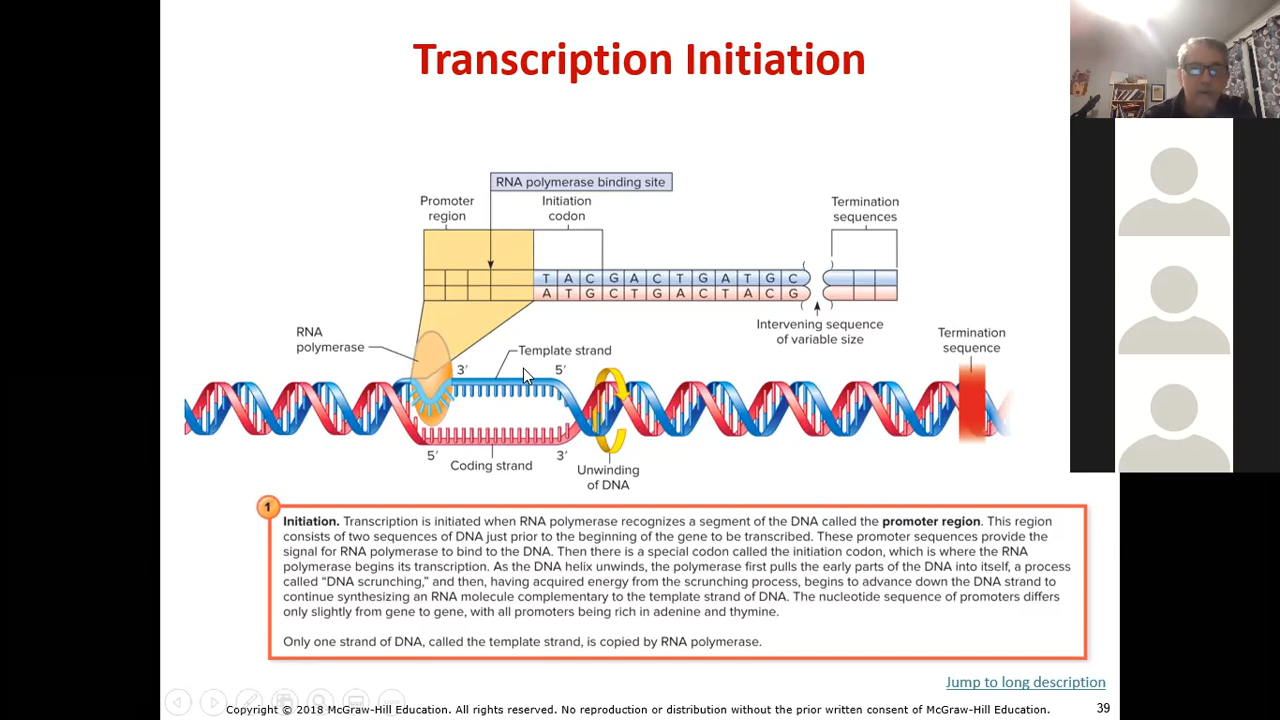 Transcription Initiation
RNA polymerase binding site
Promoter
region
Initiation
codon
Termination
sequences
T A C G A C T G A T G C
A T G C T G A C T A C G
Intervening sequence
of variable size
RNA
polymerase
Template strand
Termination
sequence
3′ 5′
5′ 3′
Coding strand
Unwinding
of DNA
1
Initiation. Transcription is initiated when RNA polymerase recognizes a segment of the DNA called the promoter region. This region
consists of two sequences of DNA just prior to the beginning of the gene to be transcribed. These promoter sequences provide the
signal for RNA polymerase to bind to the DNA. Then there is a special codon called the initiation codon, which is where the RNA
polymerase begins its transcription. As the DNA helix unwinds, the polymerase first pulls the early parts of the DNA into itself, a process
called “DNA scrunching,” and then, having acquired energy from the scrunching process, begins to advance down the DNA strand to
continue synthesizing an RNA molecule complementary to the template strand of DNA. The nucleotide sequence of promoters differs
only slightly from gene to gene, with all promoters being rich in adenine and thymine.
Only one strand of DNA, called the template strand, is copied by RNA polymerase.
Jump to long description
Copyright © 2018 McGraw-Hill Education. All rights reserved. No reproduction or distribution without the prior written consent of McGraw-Hill Education.
39